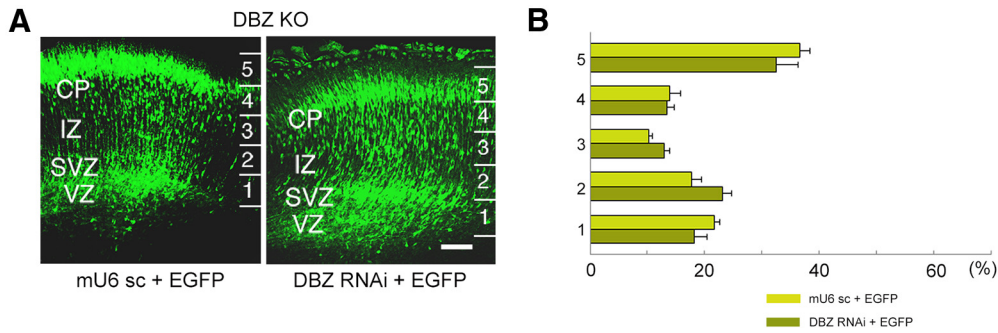 A
DBZ KO
5
4
3
2
1
CP
IZ
SVZ
VZ
mU6 sc + EGFP
5
4
3
2
1
CP
IZ
SVZ
VZ
DBZ RNAi + EGFP
B
5
4
3
2
1
0 20 40 60 (%)
mU6 sc + EGFP
DBZ RNAi + EGFP